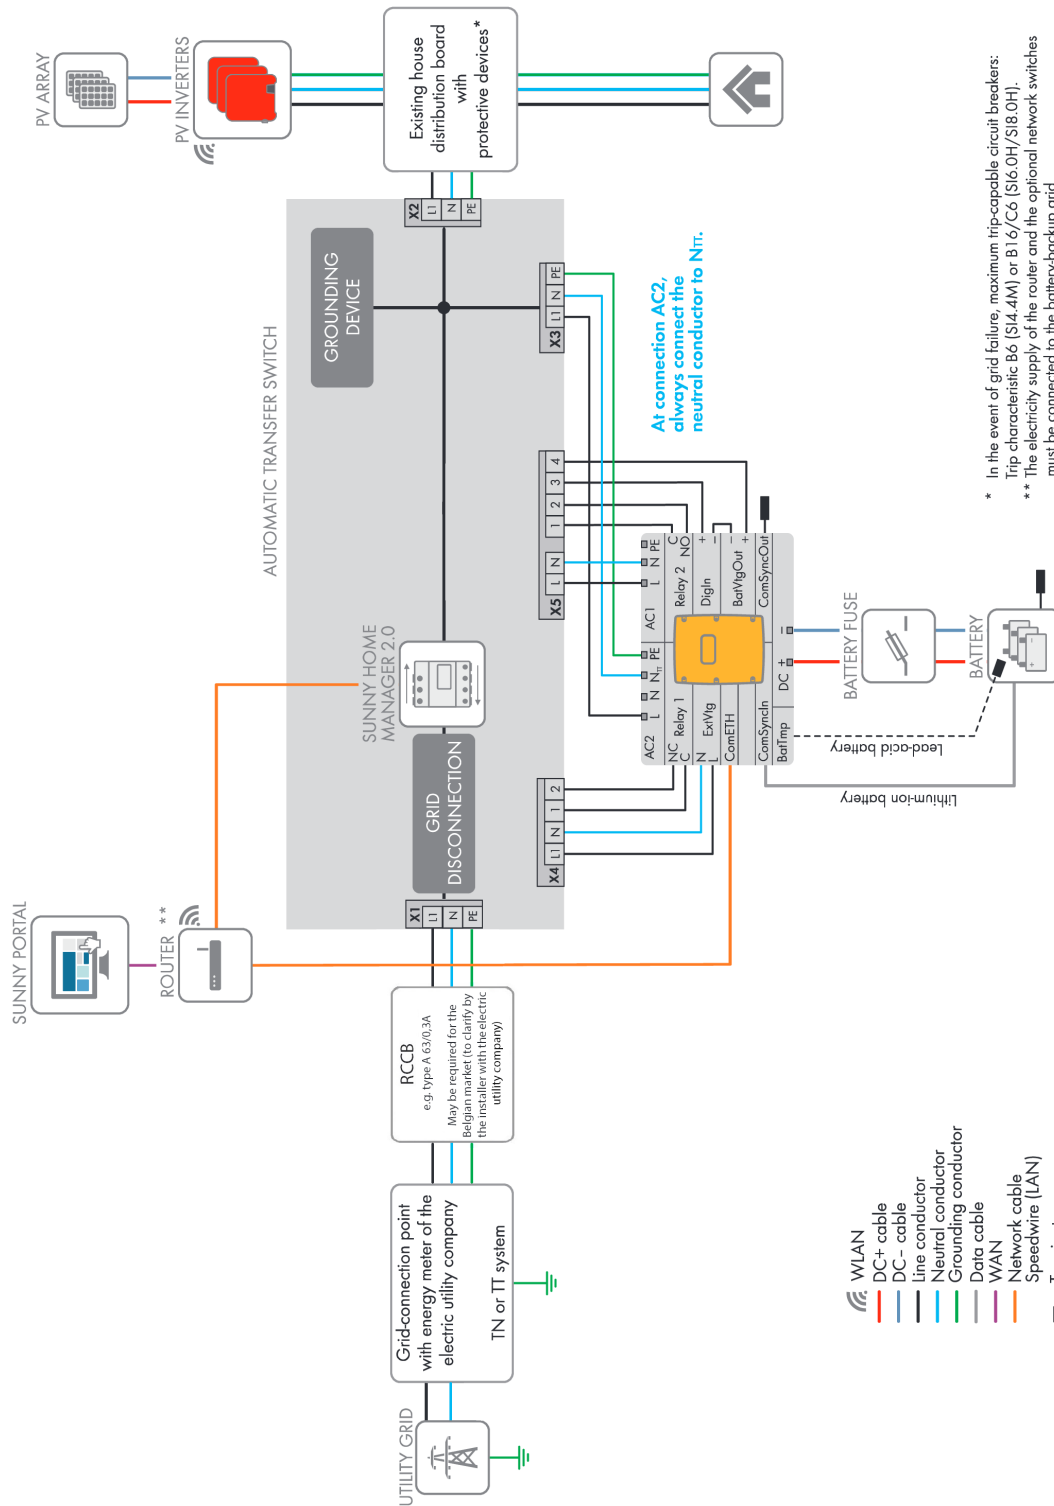 SUNNY PORTAL
ROUTER **
PV ARRAY
PV INVERTERS
AUTOMATIC TRANSFER SWITCH
UTILITY GRID
Grid-connection point
with energy meter of the
electric utility company
TN or TT system
RCCB
e.g. type A 63/0,3A
May be required for the
Belgian market (to clarify by
the installer with the electric
utility company)
X1
L1
N
PE
GRID
DISCONNECTION
SUNNY HOME
MANAGER 2.0
GROUNDING
DEVICE
X2
L1
N
PE
Existing house
distribution board
with
protective devices*
X4
L1
N
1
2
X5
L
N
1
2
3
4
X3
L1
N
PE
At connection AC2,
always connect the
neutral conductor to NTT.
AC2
L
N
NTT
PE
AC1
L
N
PE
NC
C
Relay 1
N
L
ExtVtg
ComETH
ComSyncIn
BatTmp
Relay 2
C
NO
DigIn
+
−
BatVtgOut
−
+
ComSyncOut
DC
+
−
BATTERY FUSE
BATTERY
Lead-acid battery
Lithium-ion battery
WLAN
DC+ cable
DC− cable
Line conductor
Neutral conductor
Grounding conductor
Data cable
WAN
Network cable
Speedwire (LAN)
* In the event of grid failure, maximum trip-capable circuit breakers:
Trip characteristic B6 (SI4.4M) or B16/C6 (SI6.0H/SI8.0H).
** The electricity supply of the router and the optional network switches
must be connected to the battery-backup grid